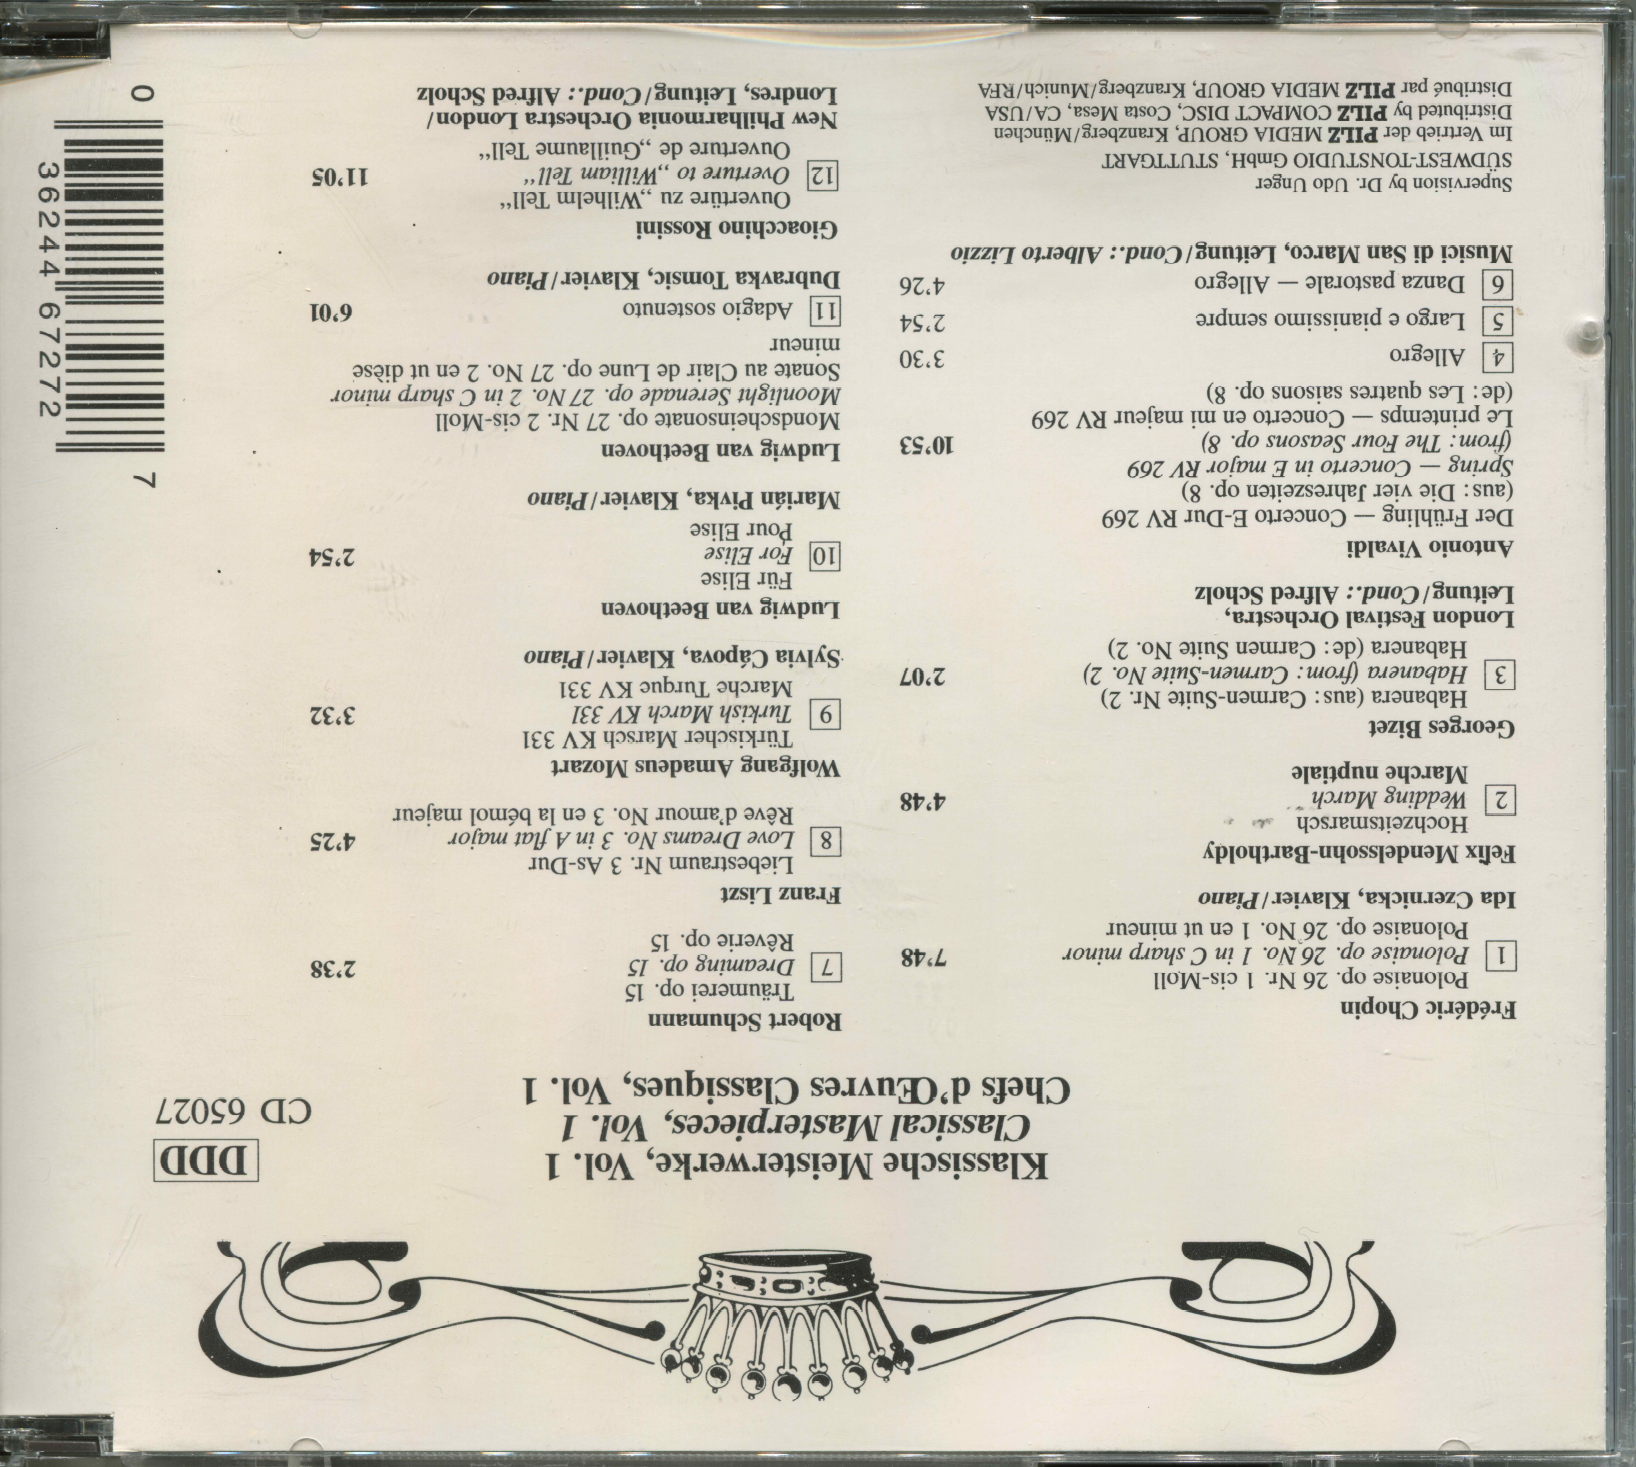 Klassische Meisterwerke, Vol. 1
Classical Masterpieces, Vol. 1
Chefs d'Œuvres Classiques, Vol. 1
DDD
CD 65027
Frédéric Chopin
Polonaise op. 26 Nr. 1 cis-Moll
1 Polonaise op. 26 No. 1 in C sharp minor 7'48
Polonaise op. 26 No. 1 en ut mineur
Ida Czernicka, Klavier/Piano
Felix Mendelssohn-Bartholdy
Hochzeitsmarsch
2 Wedding March 4'48
Marche nuptiale
Georges Bizet
Habanera (aus: Carmen-Suite Nr. 2)
3 Habanera (from: Carmen-Suite No. 2) 2'07
Habanera (de: Carmen Suite No. 2)
London Festival Orchestra,
Leitung/Cond.: Alfred Scholz
Antonio Vivaldi
Der Frühling — Concerto E-Dur RV 269
(aus: Die vier Jahreszeiten op. 8)
Spring — Concerto in E major RV 269
(from: The Four Seasons op. 8) 10'53
Le printemps — Concerto en mi majeur RV 269
(de: Les quatres saisons op. 8)
4 Allegro 3'30
5 Largo e pianissimo sempre 2'54
6 Danza pastorale — Allegro 4'26
Musici di San Marco, Leitung/Cond.: Alberto Lizzio
Supervision by Dr. Udo Unger
SÜDWEST-TONSTUDIO GmbH, STUTTGART
Im Vertrieb der PILZ MEDIA GROUP, Kranzberg/München
Distributed by PILZ COMPACT DISC, Costa Mesa, CA/USA
Distribué par PILZ MEDIA GROUP, Kranzberg/Munich/RFA
Robert Schumann
Träumerei op. 15
7 Dreaming op. 15 2'38
Rêverie op. 15
Franz Liszt
Liebestraum Nr. 3 As-Dur
8 Love Dreams No. 3 in A flat major 4'25
Rêve d'amour No. 3 en la bémol majeur
Wolfgang Amadeus Mozart
Türkischer Marsch KV 331
9 Turkish March KV 331 3'32
Marche Turque KV 331
Sylvia Cápova, Klavier/Piano
Ludwig van Beethoven
Für Elise
10 For Elise 2'54
Pour Elise
Marián Pivka, Klavier/Piano
Ludwig van Beethoven
Mondscheinsonate op. 27 Nr. 2 cis-Moll
Moonlight Serenade op. 27 No. 2 in C sharp minor
Sonate au Clair de Lune op. 27 No. 2 en ut dièse
mineur
11 Adagio sostenuto 6'01
Dubravka Tomsic, Klavier/Piano
Gioacchino Rossini
Ouvertüre zu „Wilhelm Tell“
12 Overture to „William Tell“ 11'05
Ouverture de „Guillaume Tell“
New Philharmonia Orchestra London/
Londres, Leitung/Cond.: Alfred Scholz
0 36244 67272 7